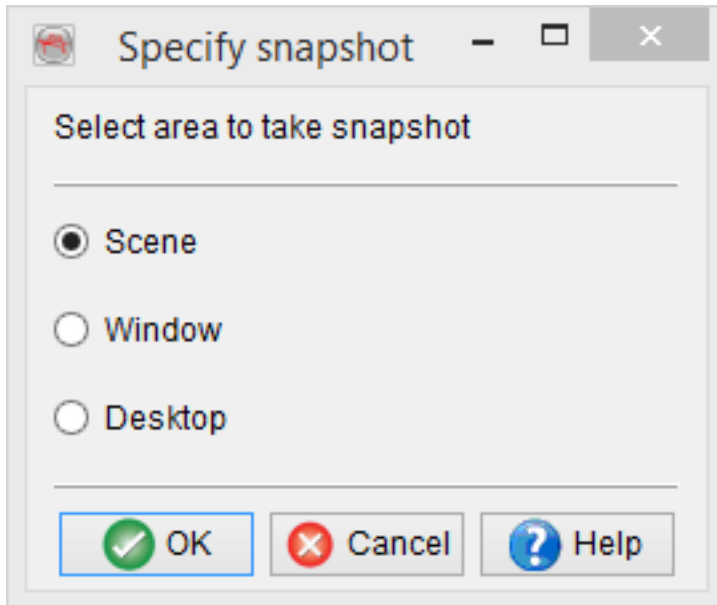 Specify snapshot
Select area to take snapshot
Scene
Window
Desktop
OK Cancel Help